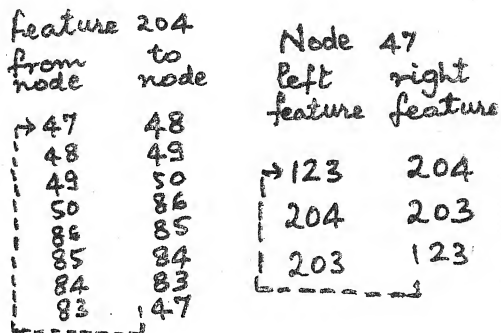 Feature 204
from to
node node
47 48
48 49
49 50
50 86
86 85
85 84
84 83
83 47
Node 47
left right
feature feature
123 204
204 203
203 123